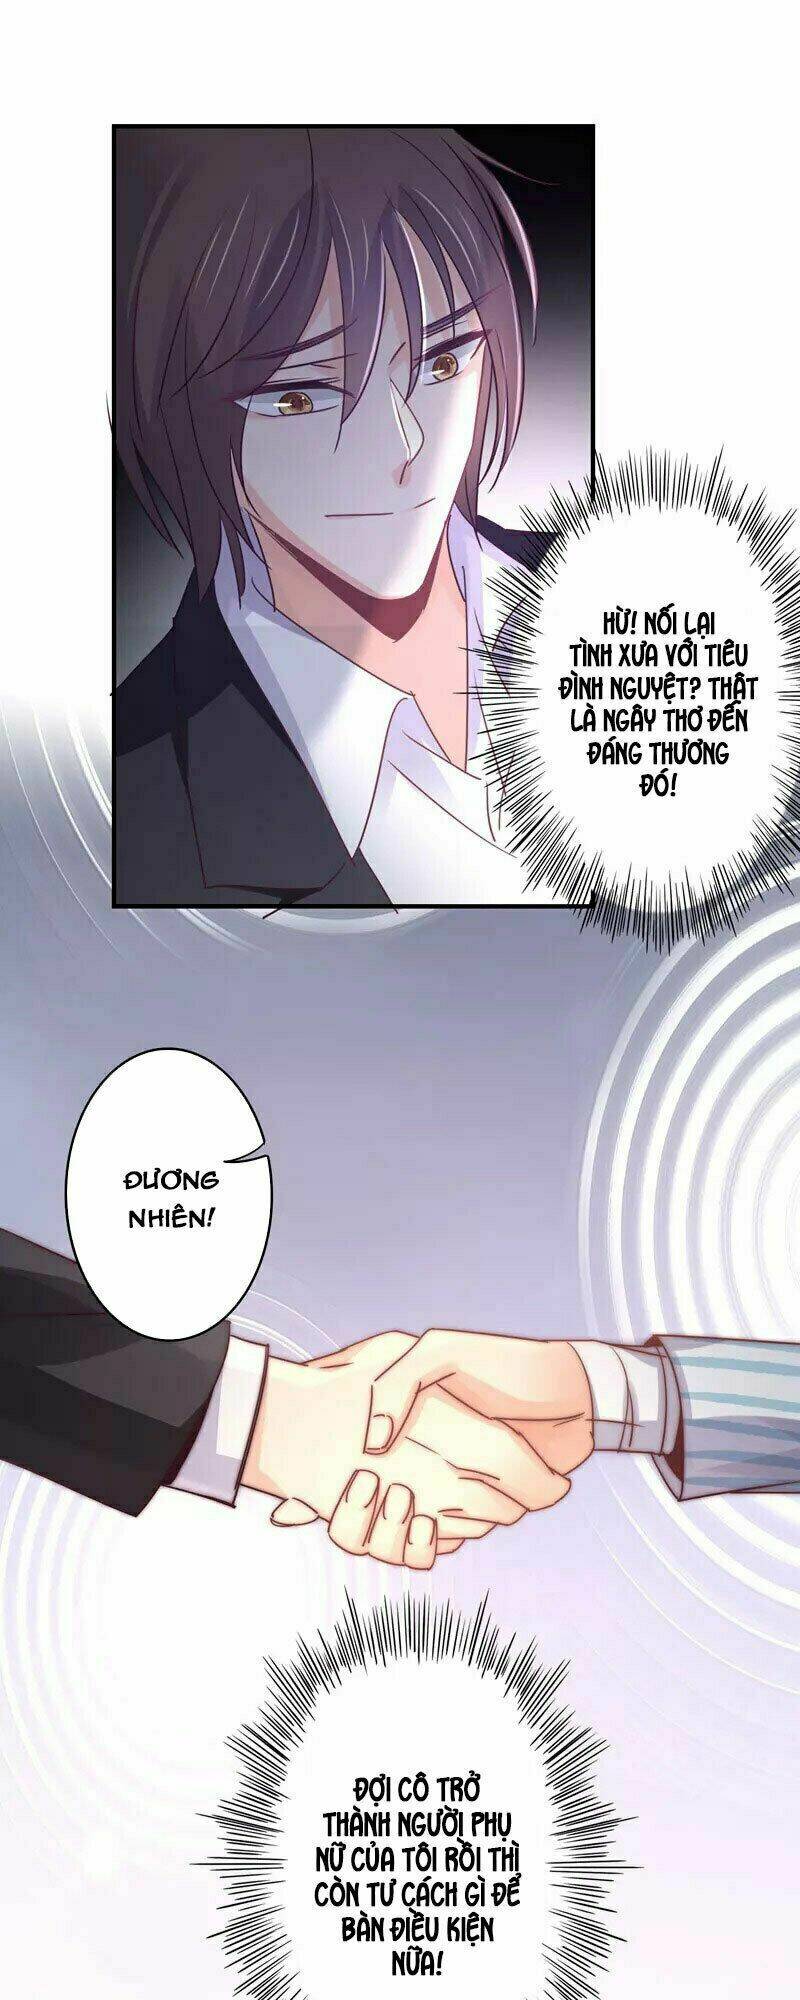 HỪ! NỐI LẠI
TÌNH XƯA VỚI TIÊU
ĐÌNH NGUYỆT? THẬT
LÀ NGÂY THƠ ĐẾN
ĐÁNG THƯƠNG
ĐÓ!
ĐƯƠNG
NHIÊN!
ĐỢI CÔ TRỞ
THÀNH NGƯỜI PHỤ
NỮ CỦA TÔI RỒI THÌ
CÒN TƯ CÁCH GÌ ĐỂ
BÀN ĐIỀU KIỆN
NỮA!